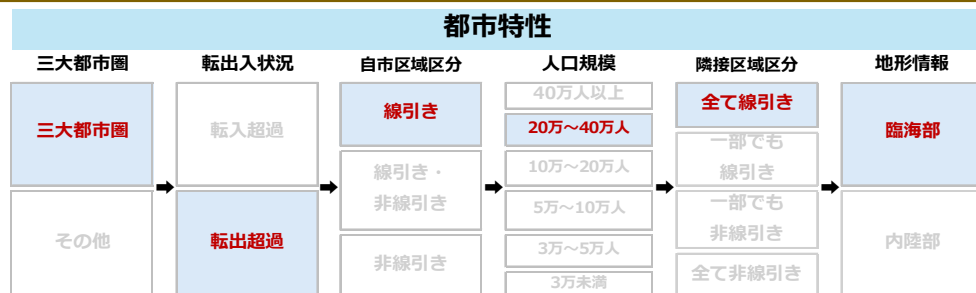 都市特性
三大都市圏
転出入状況
自市区域区分
人口規模
隣接区域区分
地形情報
三大都市圏
その他
転入超過
転出超過
線引き
線引き・
非線引き
非線引き
40万人以上
20万～40万人
10万～20万人
5万～10万人
3万～5万人
3万未満
全て線引き
一部でも
線引き
一部でも
非線引き
全て非線引き
臨海部
内陸部